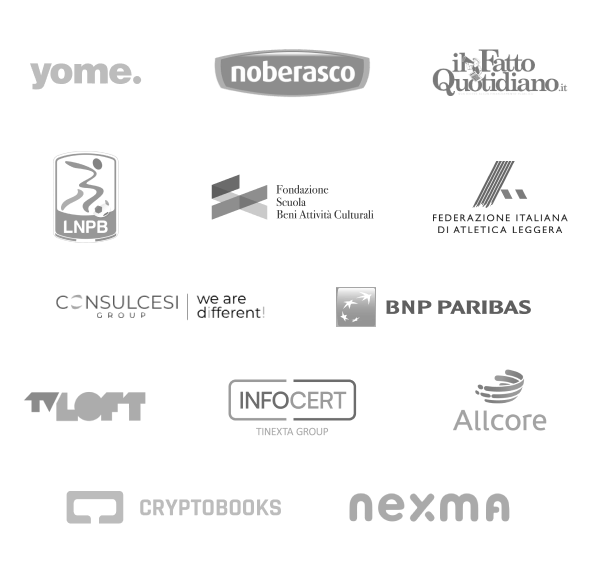 yome.
noberasco
il Fatto
Quotidiano.it
LNPB
Fondazione
Scuola
Beni Attività Culturali
FEDERAZIONE ITALIANA
DI ATLETICA LEGGERA
CONSULCESI
GROUP
we are
different!
BNP PARIBAS
TVLOFT
INFOCERT
TINEXTA GROUP
Allcore
CRYPTOBOOKS
nexma